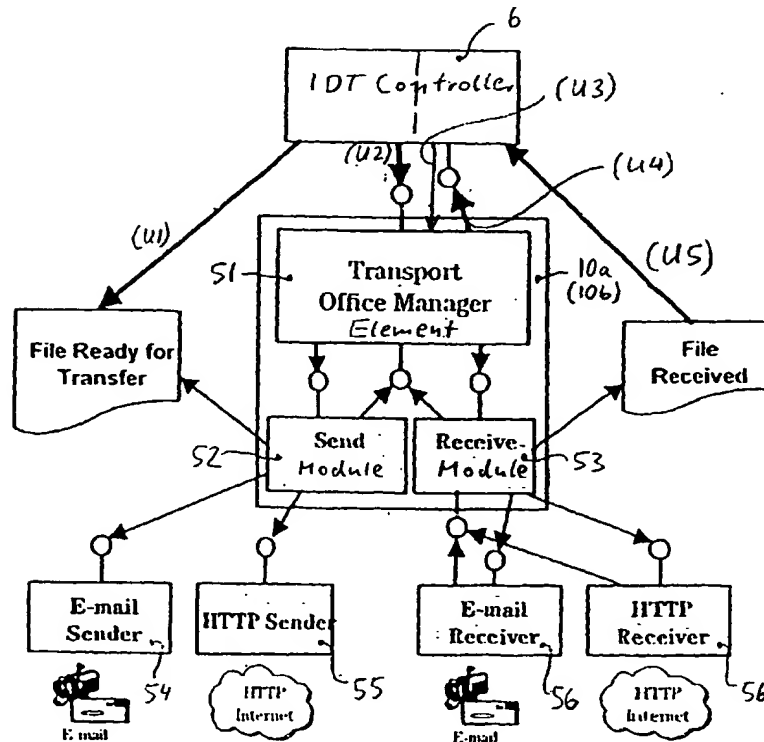 6
IDT Controller
(U3)
(U2)
(U4)
(U1)
(U5)
51
Transport
Office Manager
Element
10a
(10b)
File Ready for
Transfer
File
Received
52
Send
Module
Receive
Module
53
E-mail
Sender
HTTP Sender
E-mail
Receiver
HTTP
Receiver
54
55
56
56
E mail
HTTP
Internet
E-mail
HTTP
Internet